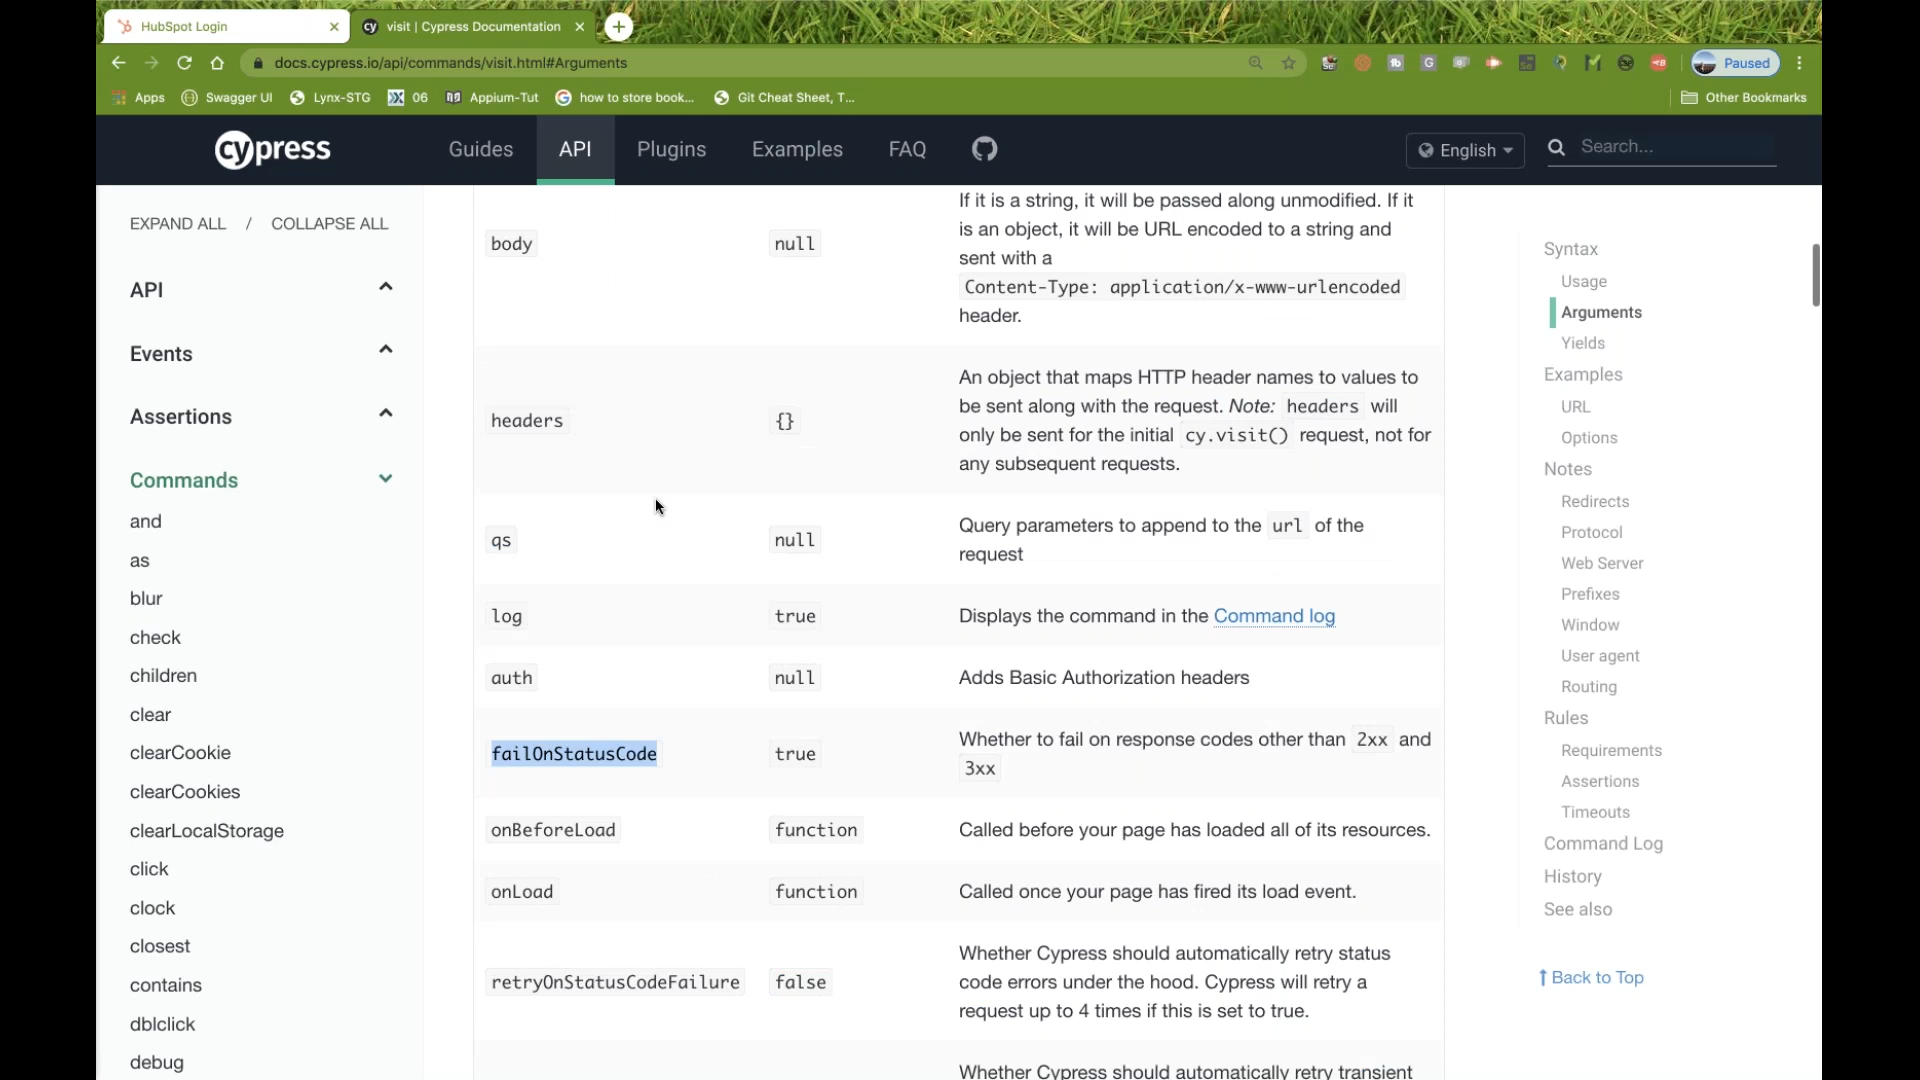 HubSpot Login
visit | Cypress Documentation
docs.cypress.io/api/commands/visit.html#Arguments
Paused
Apps
Swagger UI
Lynx-STG
06
Appium-Tut
how to store book...
Git Cheat Sheet, T...
Other Bookmarks
cypress
Guides
API
Plugins
Examples
FAQ
English
Search...
EXPAND ALL / COLLAPSE ALL
API
Events
Assertions
Commands
and
as
blur
check
children
clear
clearCookie
clearCookies
clearLocalStorage
click
clock
closest
contains
dblclick
debug
body
null
If it is a string, it will be passed along unmodified. If it
is an object, it will be URL encoded to a string and
sent with a
Content-Type: application/x-www-urlencoded
header.
headers
{}
An object that maps HTTP header names to values to
be sent along with the request. Note: headers will
only be sent for the initial cy.visit() request, not for
any subsequent requests.
qs
null
Query parameters to append to the url of the
request
log
true
Displays the command in the Command log
auth
null
Adds Basic Authorization headers
failOnStatusCode
true
Whether to fail on response codes other than 2xx and
3xx
onBeforeLoad
function
Called before your page has loaded all of its resources.
onLoad
function
Called once your page has fired its load event.
retryOnStatusCodeFailure
false
Whether Cypress should automatically retry status
code errors under the hood. Cypress will retry a
request up to 4 times if this is set to true.
Whether Cypress should automatically retry transient
Syntax
Usage
Arguments
Yields
Examples
URL
Options
Notes
Redirects
Protocol
Web Server
Prefixes
Window
User agent
Routing
Rules
Requirements
Assertions
Timeouts
Command Log
History
See also
Back to Top